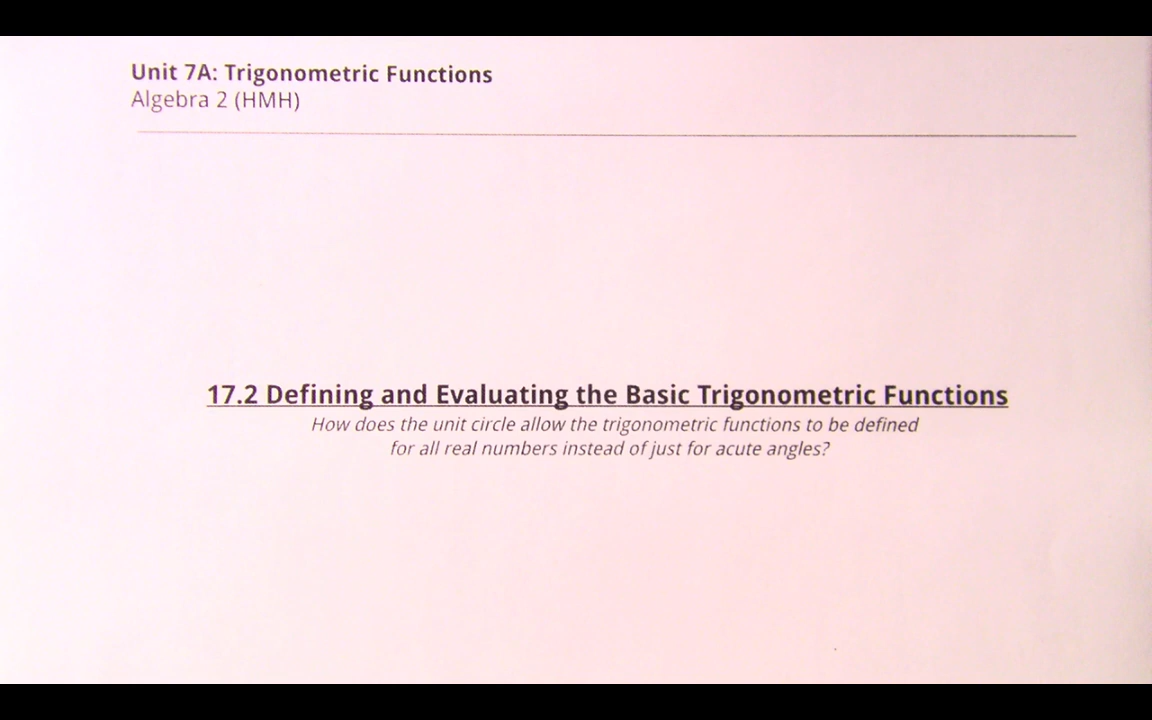 Unit 7A: Trigonometric Functions
Algebra 2 (HMH)
17.2 Defining and Evaluating the Basic Trigonometric Functions
How does the unit circle allow the trigonometric functions to be defined
for all real numbers instead of just for acute angles?